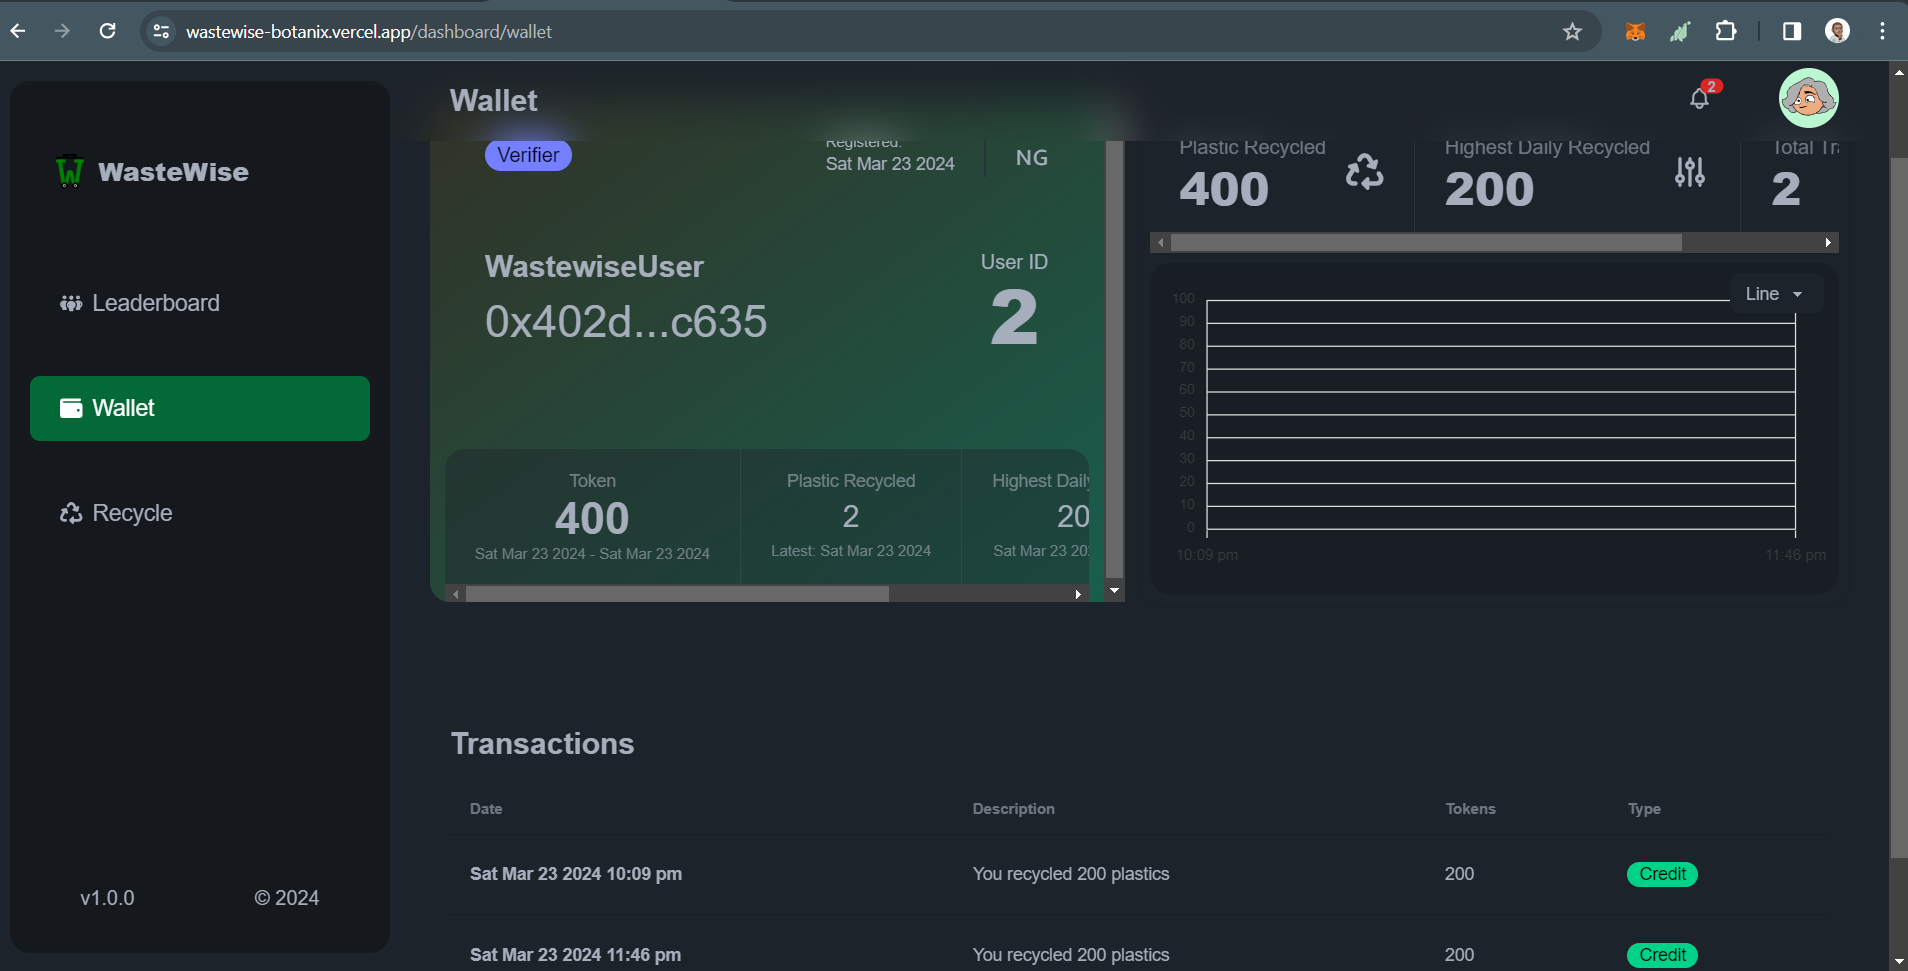 wastewise-botanix.vercel.app/dashboard/wallet
WasteWise
Leaderboard
Wallet
Recycle
v1.0.0
© 2024
Wallet
2
Verifier
Registered:
Sat Mar 23 2024
NG
WastewiseUser
0x402d...c635
User ID
2
Token
400
Sat Mar 23 2024 - Sat Mar 23 2024
Plastic Recycled
2
Latest: Sat Mar 23 2024
Highest Daily
20
Sat Mar 23 20
Plastic Recycled
400
Highest Daily Recycled
200
Total Tra
2
Line
100
90
80
70
60
50
40
30
20
10
0
10:09 pm
11:46 pm
Transactions
Date Description Tokens Type
Sat Mar 23 2024 10:09 pm You recycled 200 plastics 200 Credit
Sat Mar 23 2024 11:46 pm You recycled 200 plastics 200 Credit